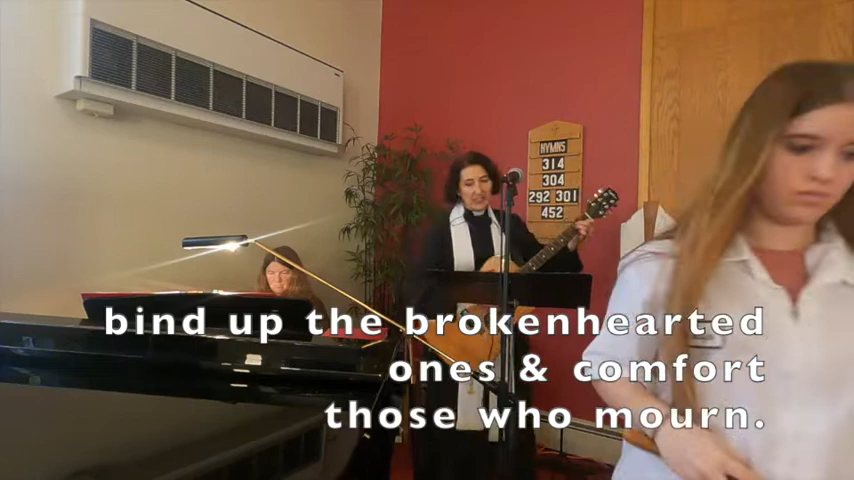 HYMNS
314
304
292 301
452
bind up the brokenhearted
ones & comfort
those who mourn.